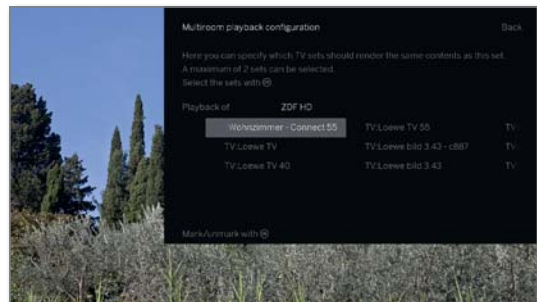 Multiroom playback configuration Back
Here you can specify which TV sets should render the same contents as this set.
A maximum of 2 sets can be selected.
Select the sets with OK.
Playback of ZDF HD
Wohnzimmer - Connect 55 TV:Loewe TV 55 TV:
TV:Loewe TV TV:Loewe bild 3.43 - c887 TV:
TV:Loewe TV 40 TV:Loewe bild 3.43 TV:
Mark/unmark with OK